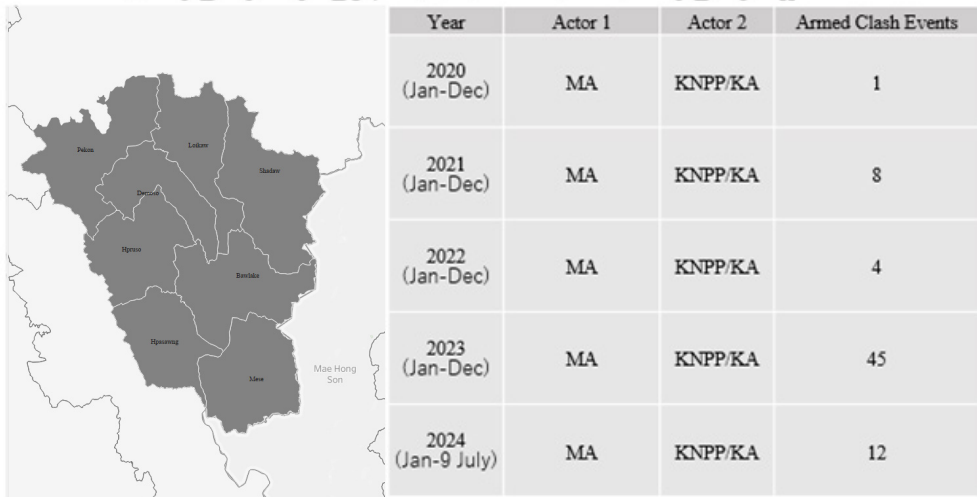 Year Actor 1 Actor 2 Armed Clash Events
2020
(Jan-Dec) MA KNPP/KA 1
2021
(Jan-Dec) MA KNPP/KA 8
2022
(Jan-Dec) MA KNPP/KA 4
2023
(Jan-Dec) MA KNPP/KA 45
2024
(Jan-9 July) MA KNPP/KA 12
Pekon
Loikaw
Shadaw
Demoso
Hpruso
Bawlake
Hpasawng
Mese
Mae Hong
Son